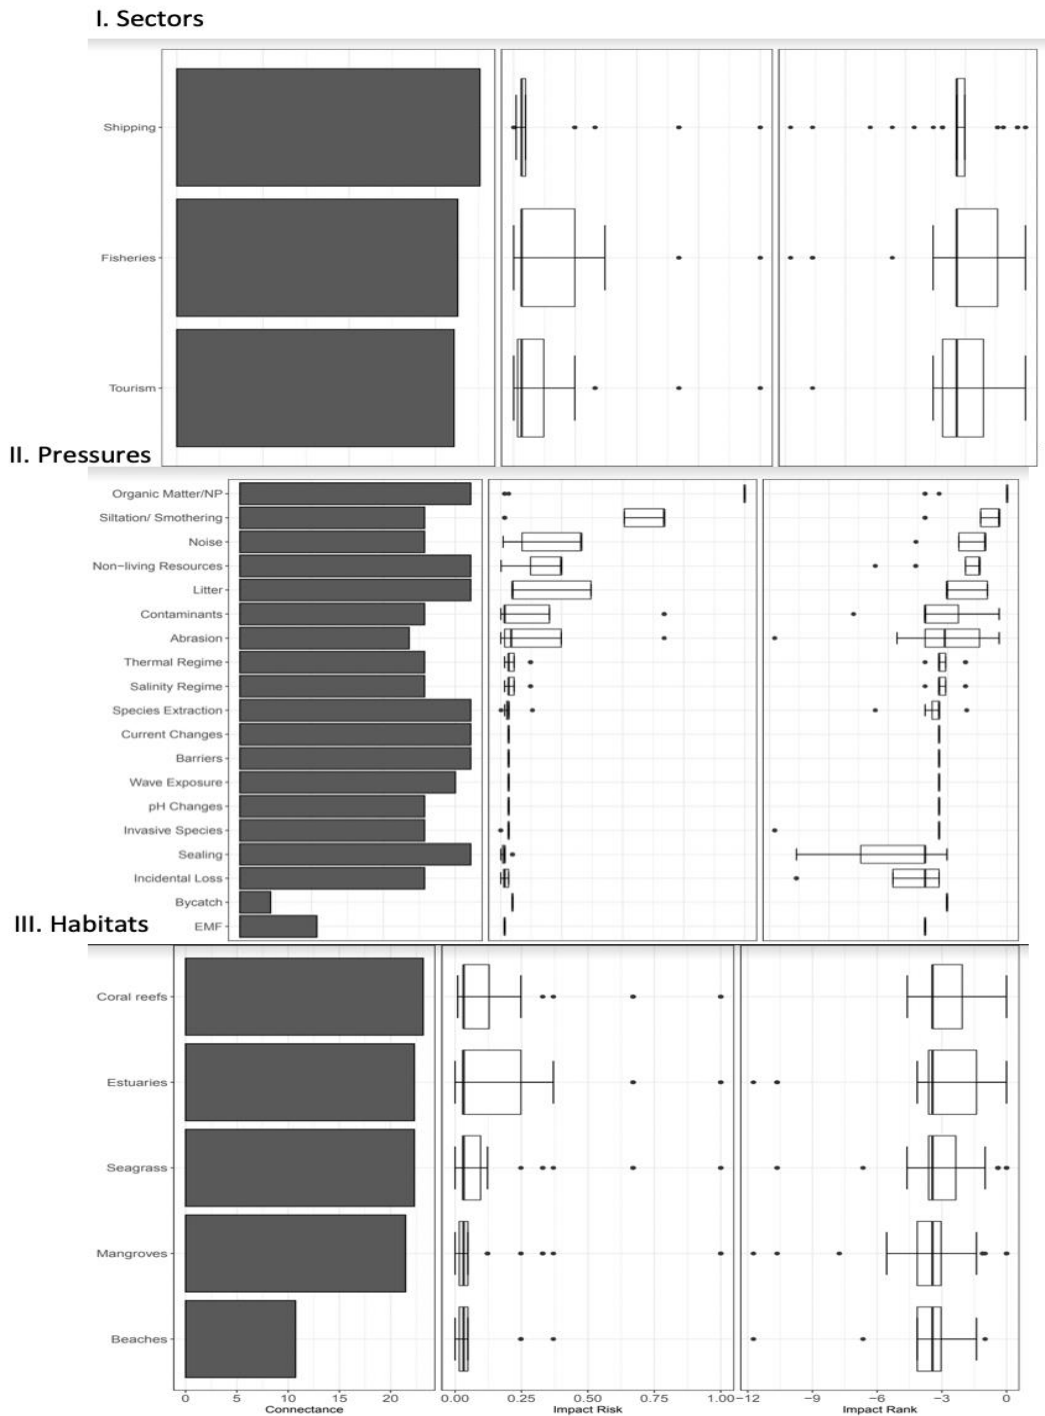 I. Sectors
Shipping
Fisheries
Tourism
II. Pressures
Organic Matter/NP
Siltation/ Smothering
Noise
Non−living Resources
Litter
Contaminants
Abrasion
Thermal Regime
Salinity Regime
Species Extraction
Current Changes
Barriers
Wave Exposure
pH Changes
Invasive Species
Sealing
Incidental Loss
Bycatch
EMF
III. Habitats
Coral reefs
Estuaries
Seagrass
Mangroves
Beaches
0 5 10 15 20 0.00 0.25 0.50 0.75 1.00 −12 −9 −6 −3 0
Connectance Impact Risk Impact Rank